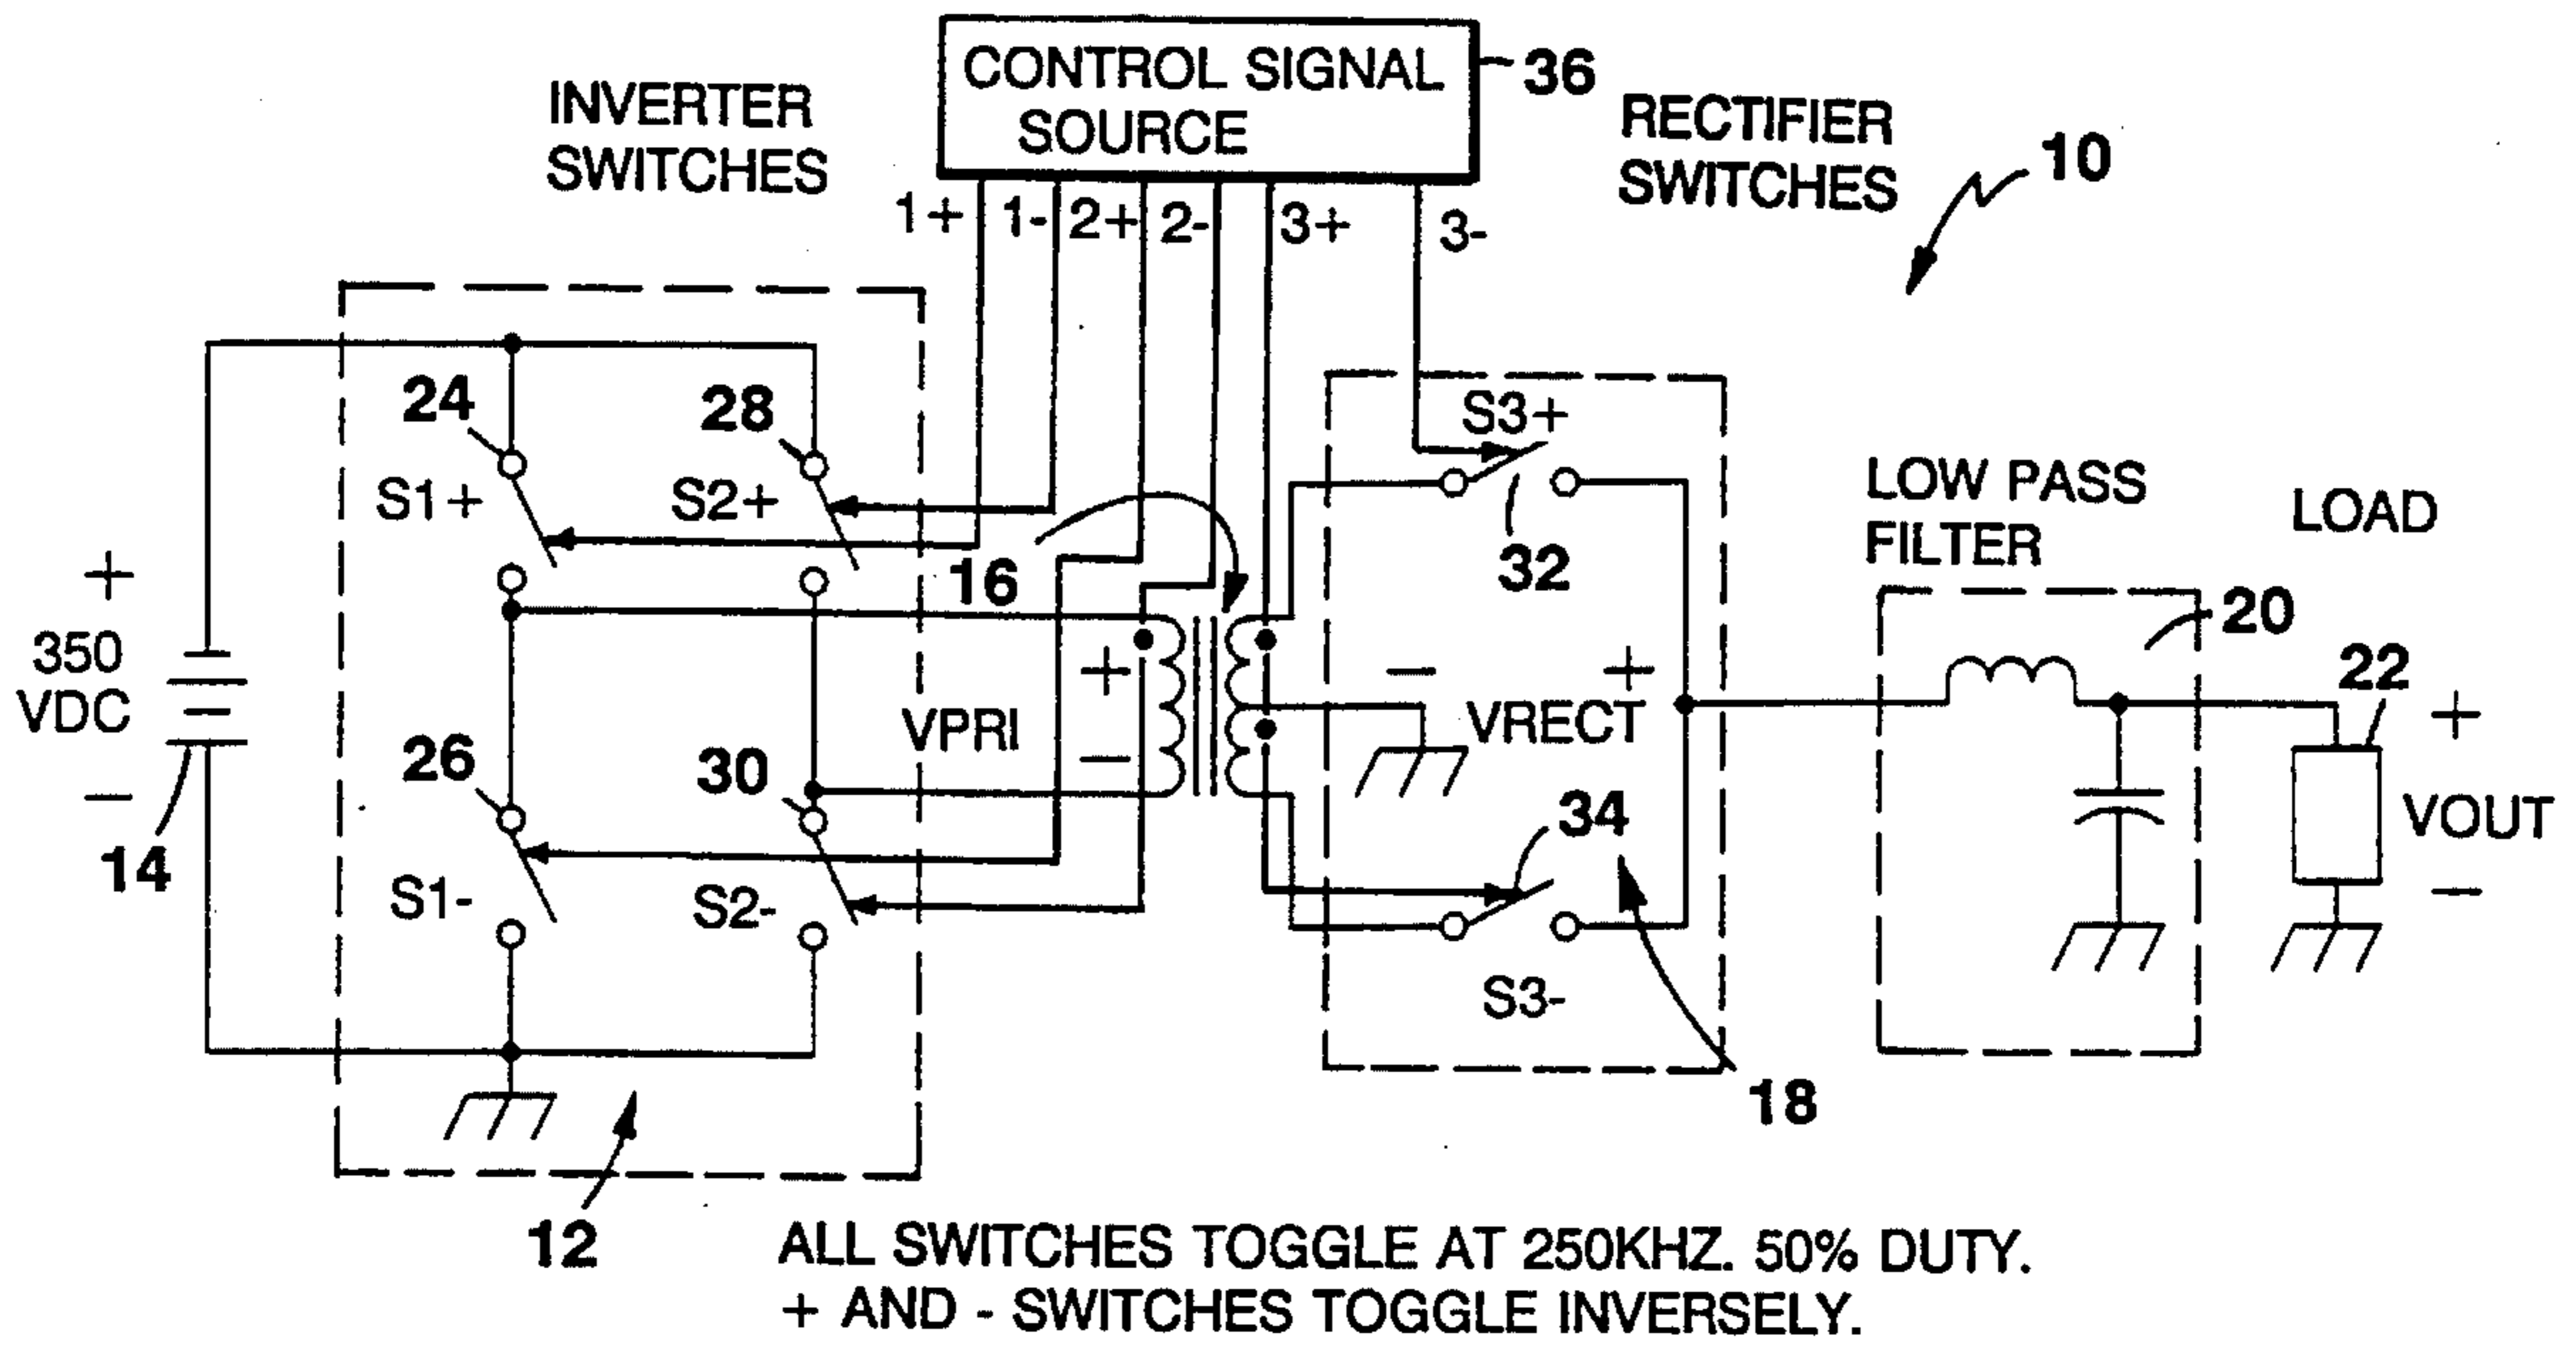 CONTROL SIGNAL
SOURCE
36
INVERTER
SWITCHES
RECTIFIER
SWITCHES
10
1+ 1- 2+ 2- 3+ 3-
24
28
S1+
S2+
16
S3+
32
LOW PASS
FILTER
LOAD
+
350
VDC
-
14
26
30
S1-
S2-
VPRI
+
-
- +
VRECT
34
S3-
18
20
22
+
VOUT
-
12
ALL SWITCHES TOGGLE AT 250KHZ. 50% DUTY.
+ AND - SWITCHES TOGGLE INVERSELY.